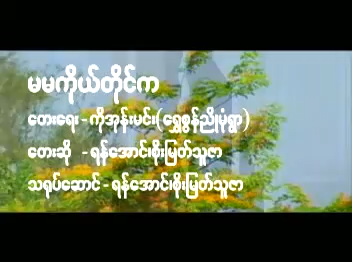 မမကိုယ်တိုင်က
တေးရေး - ကိုအုန်းမင်း(ရွှေစွန်ညိုမုံရွာ)
တေးဆို - ရန်အောင်၊စိုးမြတ်သူဇာ
သရုပ်ဆောင် - ရန်အောင်၊စိုးမြတ်သူဇာ